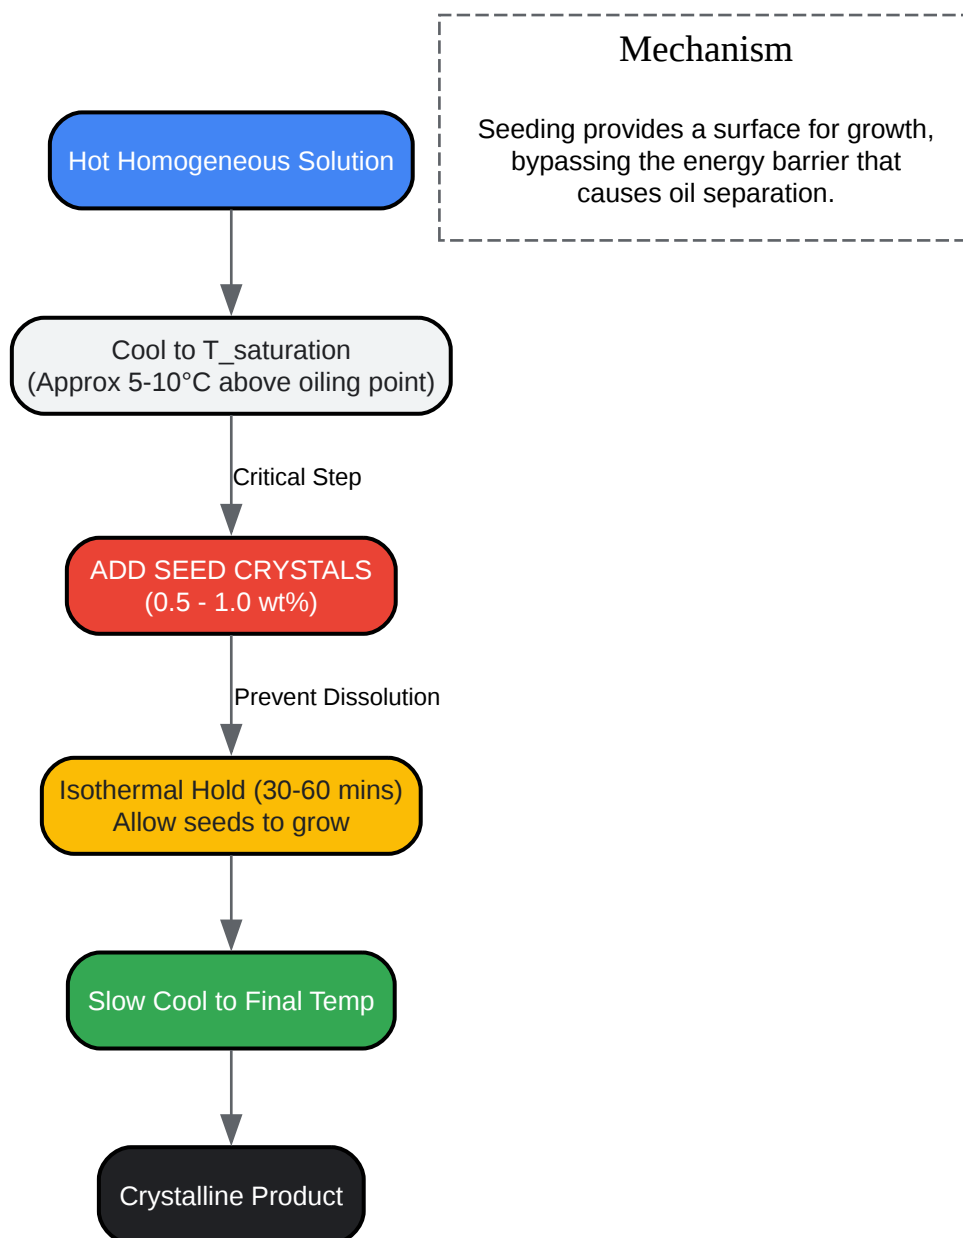 Mechanism
Seeding provides a surface for growth,
bypassing the energy barrier that
causes oil separation.
Hot Homogeneous Solution
Cool to T_saturation
(Approx 5-10°C above oiling point)
Critical Step
ADD SEED CRYSTALS
(0.5 - 1.0 wt%)
Prevent Dissolution
Isothermal Hold (30-60 mins)
Allow seeds to grow
Slow Cool to Final Temp
Crystalline Product